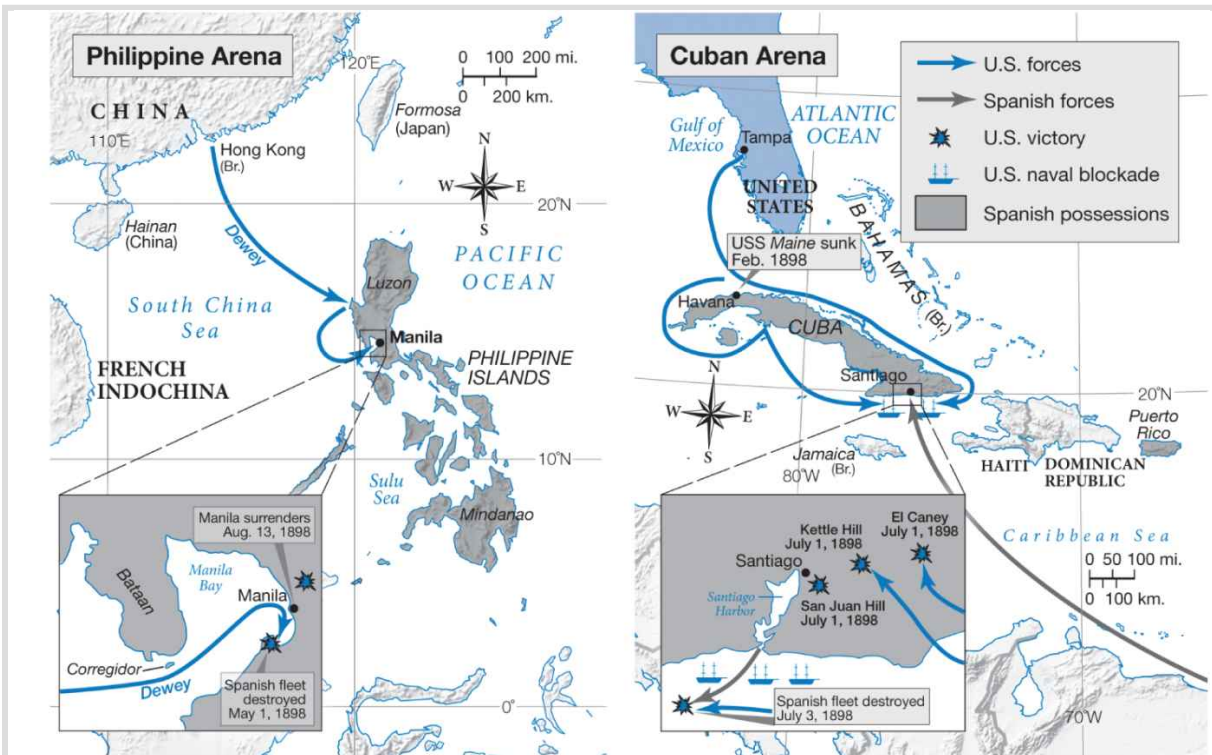 Philippine Arena
120°E
0 100 200 mi.
0 200 km.
CHINA
110°E
Hong Kong
(Br.)
Formosa
(Japan)
N
W E
S
20°N
Hainan
(China)
Dewey
PACIFIC
OCEAN
Luzon
South China
Sea
Manila
PHILIPPINE
ISLANDS
FRENCH
INDOCHINA
10°N
Sulu
Sea
Mindanao
0°
Manila surrenders
Aug. 13, 1898
Bataan
Manila
Bay
Manila
Corregidor
Dewey
Spanish fleet
destroyed
May 1, 1898
Cuban Arena
U.S. forces
Spanish forces
U.S. victory
U.S. naval blockade
Spanish possessions
Gulf of
Mexico
Tampa
ATLANTIC
OCEAN
UNITED
STATES
USS Maine sunk
Feb. 1898
BAHAMAS (Br.)
Havana
CUBA
Santiago
20°N
N
W E
S
Jamaica
(Br.)
80°W
HAITI
DOMINICAN
REPUBLIC
Puerto
Rico
Caribbean Sea
0 50 100 mi.
0 100 km.
70°W
Kettle Hill
July 1, 1898
El Caney
July 1, 1898
Santiago
Santiago
Harbor
San Juan Hill
July 1, 1898
Spanish fleet destroyed
July 3, 1898